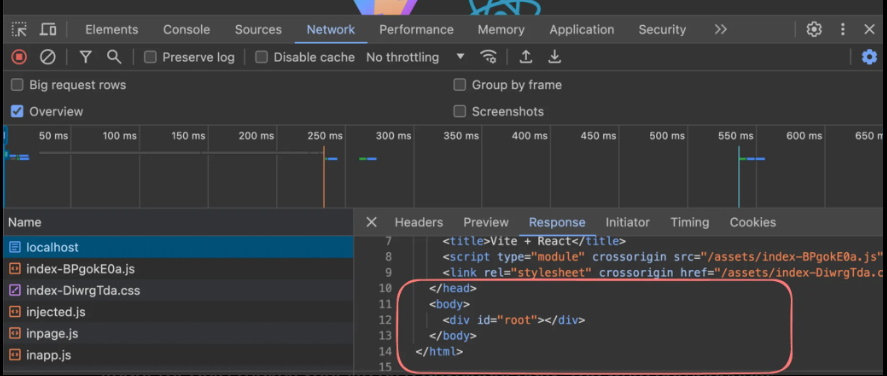 Elements Console Sources Network Performance Memory Application Security
Preserve log Disable cache No throttling
Big request rows Group by frame
Overview Screenshots
50 ms 100 ms 150 ms 200 ms 250 ms 300 ms 350 ms 400 ms 450 ms 500 ms 550 ms 600 ms 650 m
Name Headers Preview Response Initiator Timing Cookies
localhost
index-BPgokE0a.js
index-DiwrgTda.css
injected.js
inpage.js
inapp.js
7 <title>Vite + React</title>
8 <script type="module" crossorigin src="/assets/index-BPgokE0a.js"
9 <link rel="stylesheet" crossorigin href="/assets/index-DiwrgTda.c
10 </head>
11 <body>
12 <div id="root"></div>
13 </body>
14 </html>
15